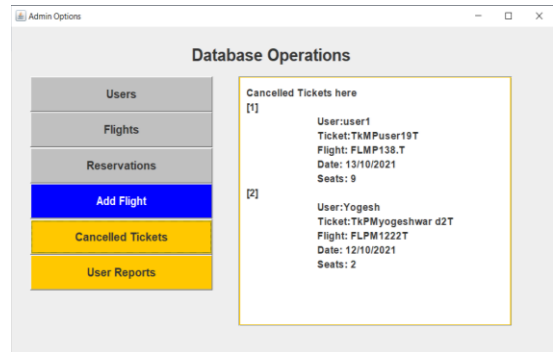 Admin Options
Database Operations
Users
Flights
Reservations
Add Flight
Cancelled Tickets
User Reports
Cancelled Tickets here
[1]
User:user1
Ticket:TkMPuser19T
Flight: FLMP138.T
Date: 13/10/2021
Seats: 9
[2]
User:Yogesh
Ticket:TkPMyogeshwar d2T
Flight: FLPM1222T
Date: 12/10/2021
Seats: 2